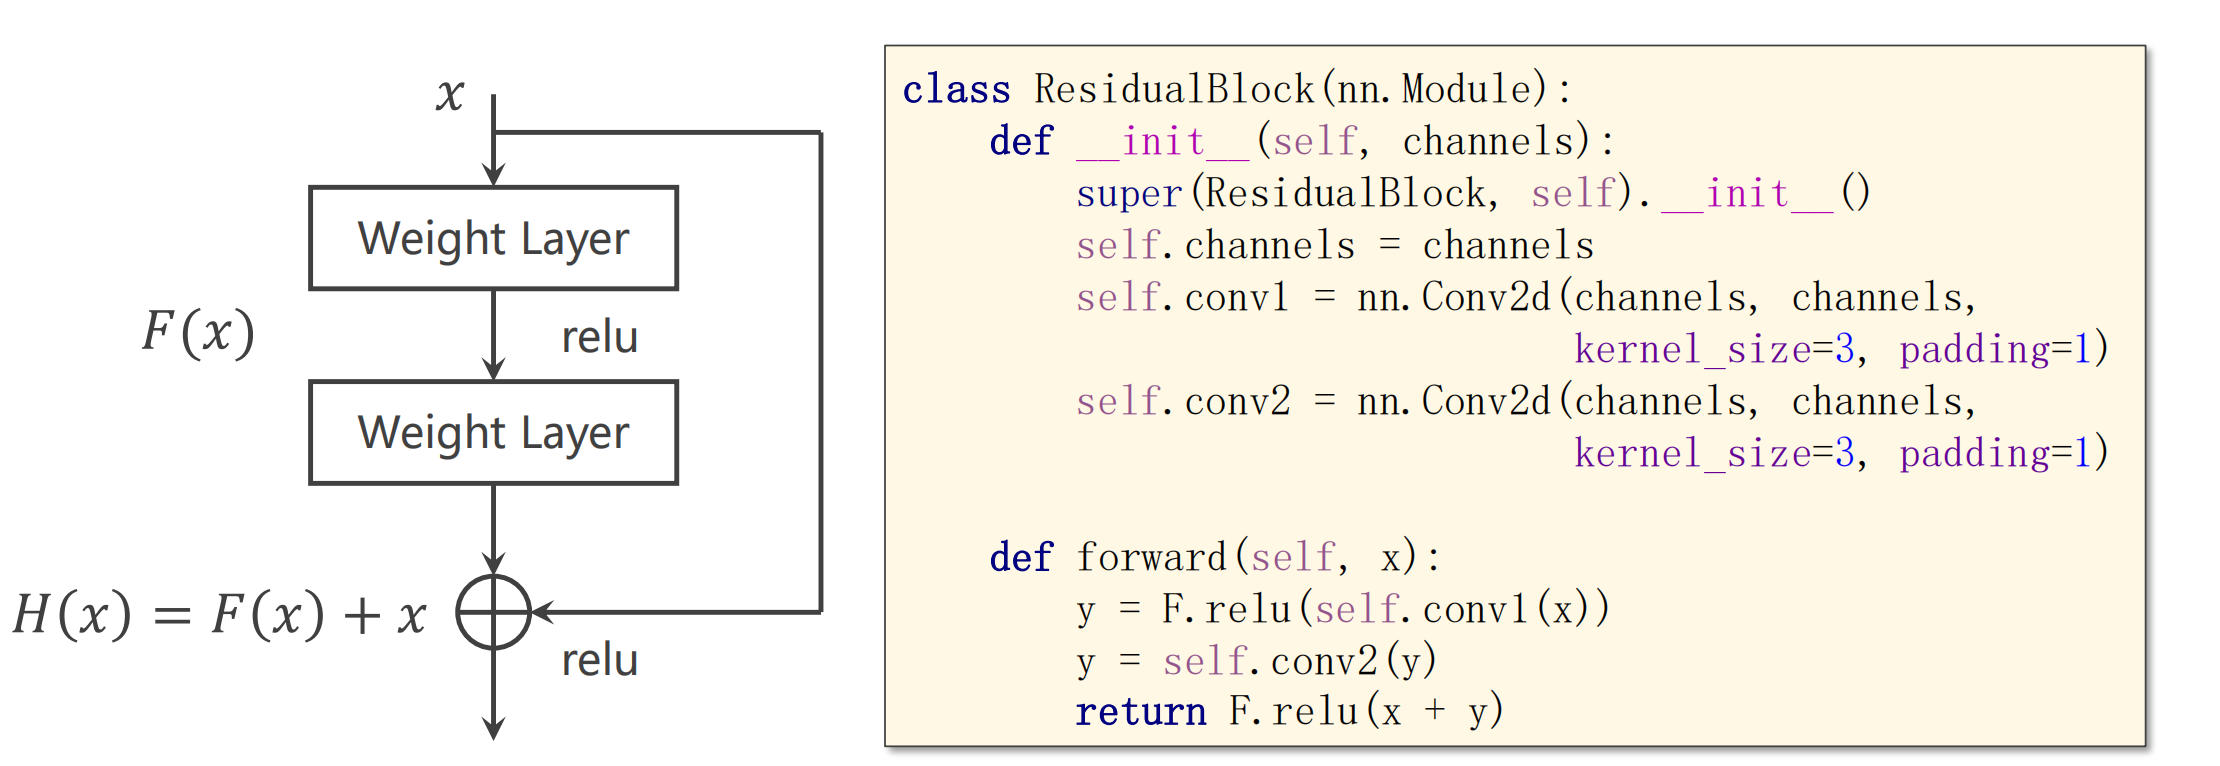 x
Weight Layer
F(x)
relu
Weight Layer
H(x) = F(x) + x
relu
class ResidualBlock(nn.Module):
    def __init__(self, channels):
        super(ResidualBlock, self).__init__()
        self.channels = channels
        self.conv1 = nn.Conv2d(channels, channels,
                               kernel_size=3, padding=1)
        self.conv2 = nn.Conv2d(channels, channels,
                               kernel_size=3, padding=1)
    def forward(self, x):
        y = F.relu(self.conv1(x))
        y = self.conv2(y)
        return F.relu(x + y)